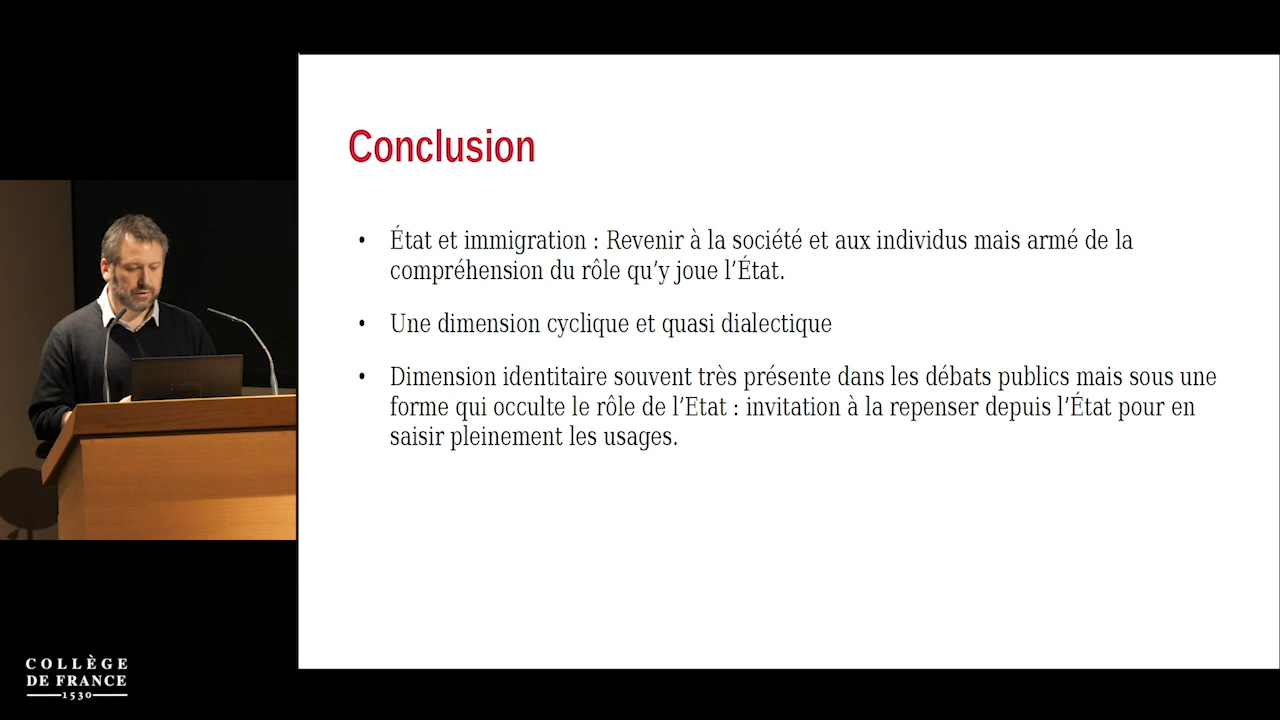 Conclusion
• État et immigration : Revenir à la société et aux individus mais armé de la
compréhension du rôle qu’y joue l’État.
• Une dimension cyclique et quasi dialectique
• Dimension identitaire souvent très présente dans les débats publics mais sous une
forme qui occulte le rôle de l’Etat : invitation à la repenser depuis l’État pour en
saisir pleinement les usages.
COLLÈGE
DE FRANCE
1530